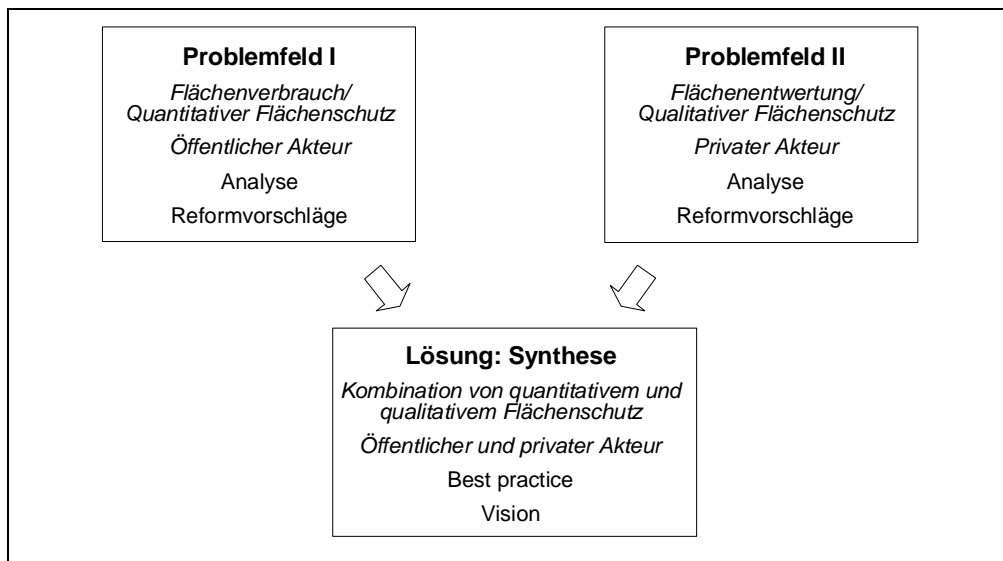 Problemfeld I
Flächenverbrauch/
Quantitativer Flächenschutz
Öffentlicher Akteur
Analyse
Reformvorschläge
Problemfeld II
Flächenentwertung/
Qualitativer Flächenschutz
Privater Akteur
Analyse
Reformvorschläge
Lösung: Synthese
Kombination von quantitativem und
qualitativem Flächenschutz
Öffentlicher und privater Akteur
Best practice
Vision